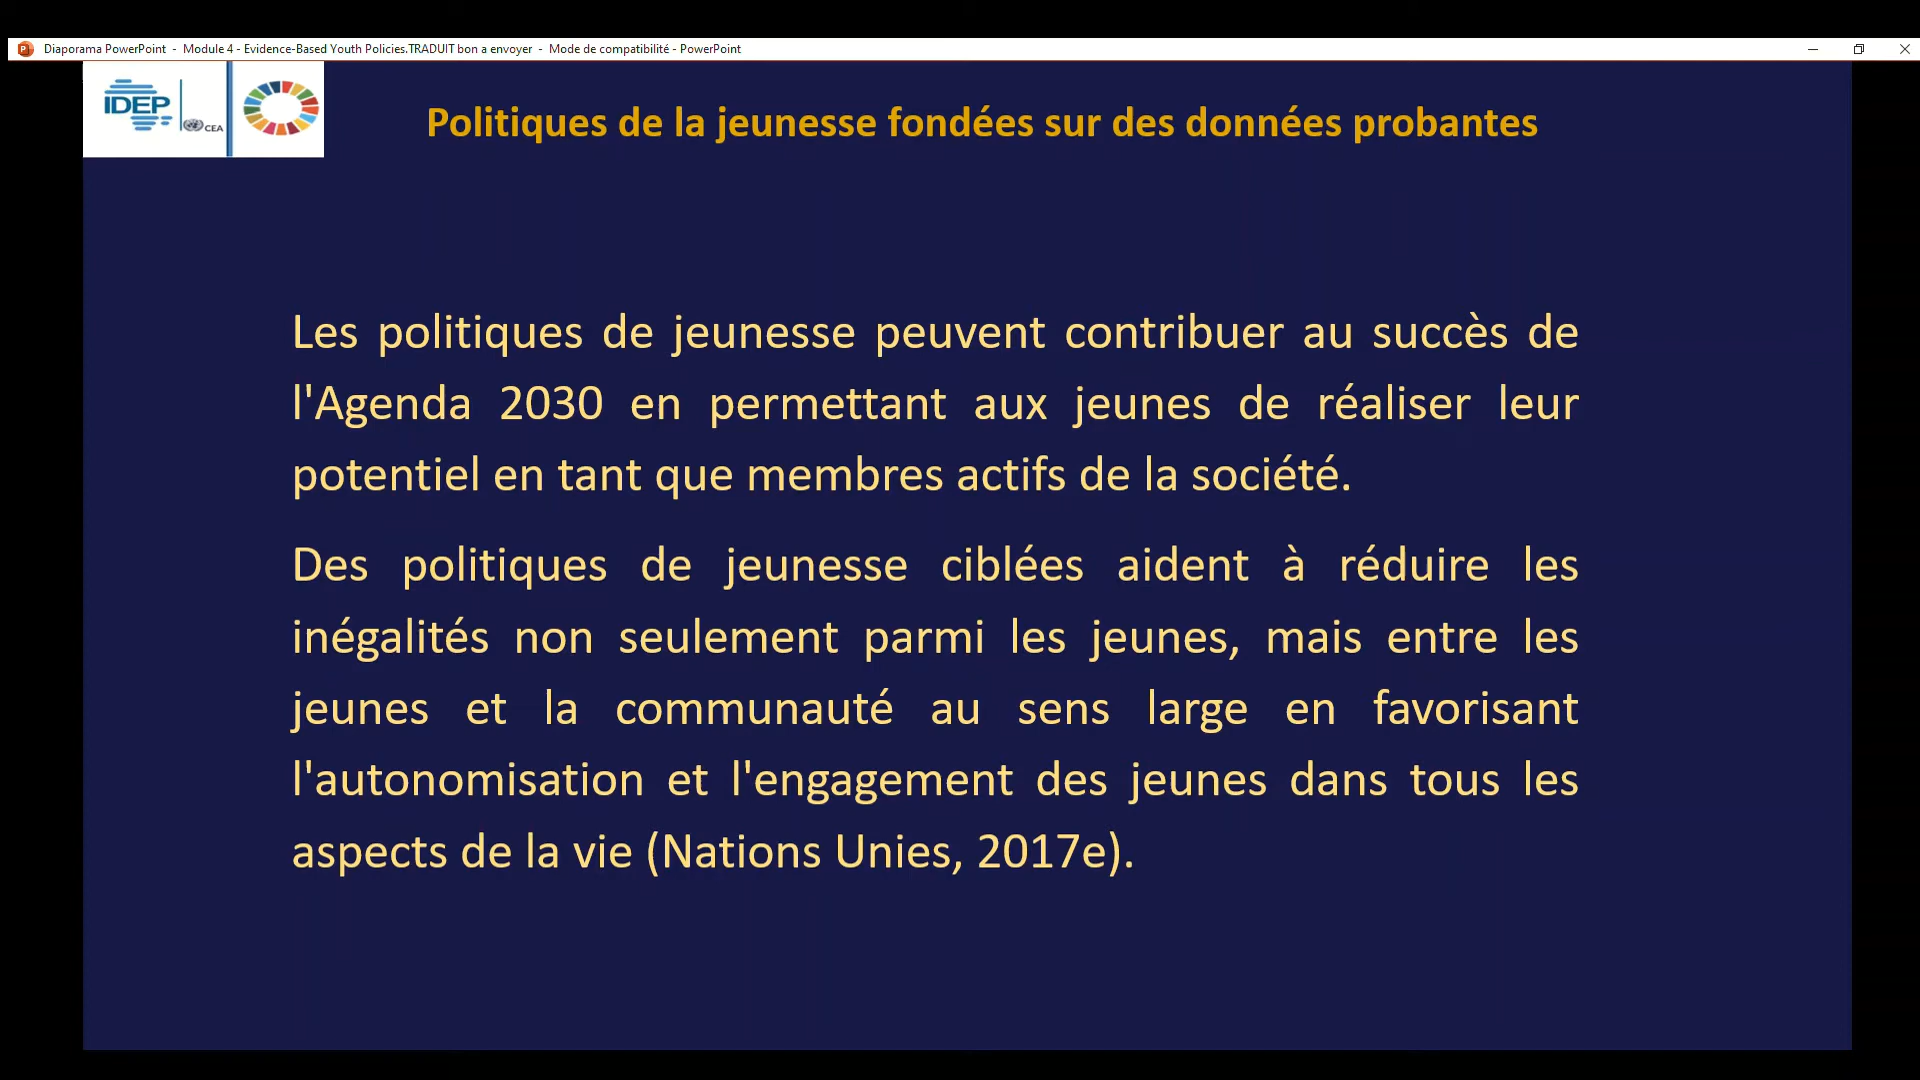 Diaporama PowerPoint - Module 4 - Evidence-Based Youth Policies.TRADUIT bon a envoyer - Mode de compatibilité - PowerPoint
IDEP
CEA
Politiques de la jeunesse fondées sur des données probantes
Les politiques de jeunesse peuvent contribuer au succès de
l'Agenda 2030 en permettant aux jeunes de réaliser leur
potentiel en tant que membres actifs de la société.
Des politiques de jeunesse ciblées aident à réduire les
inégalités non seulement parmi les jeunes, mais entre les
jeunes et la communauté au sens large en favorisant
l'autonomisation et l'engagement des jeunes dans tous les
aspects de la vie (Nations Unies, 2017e).